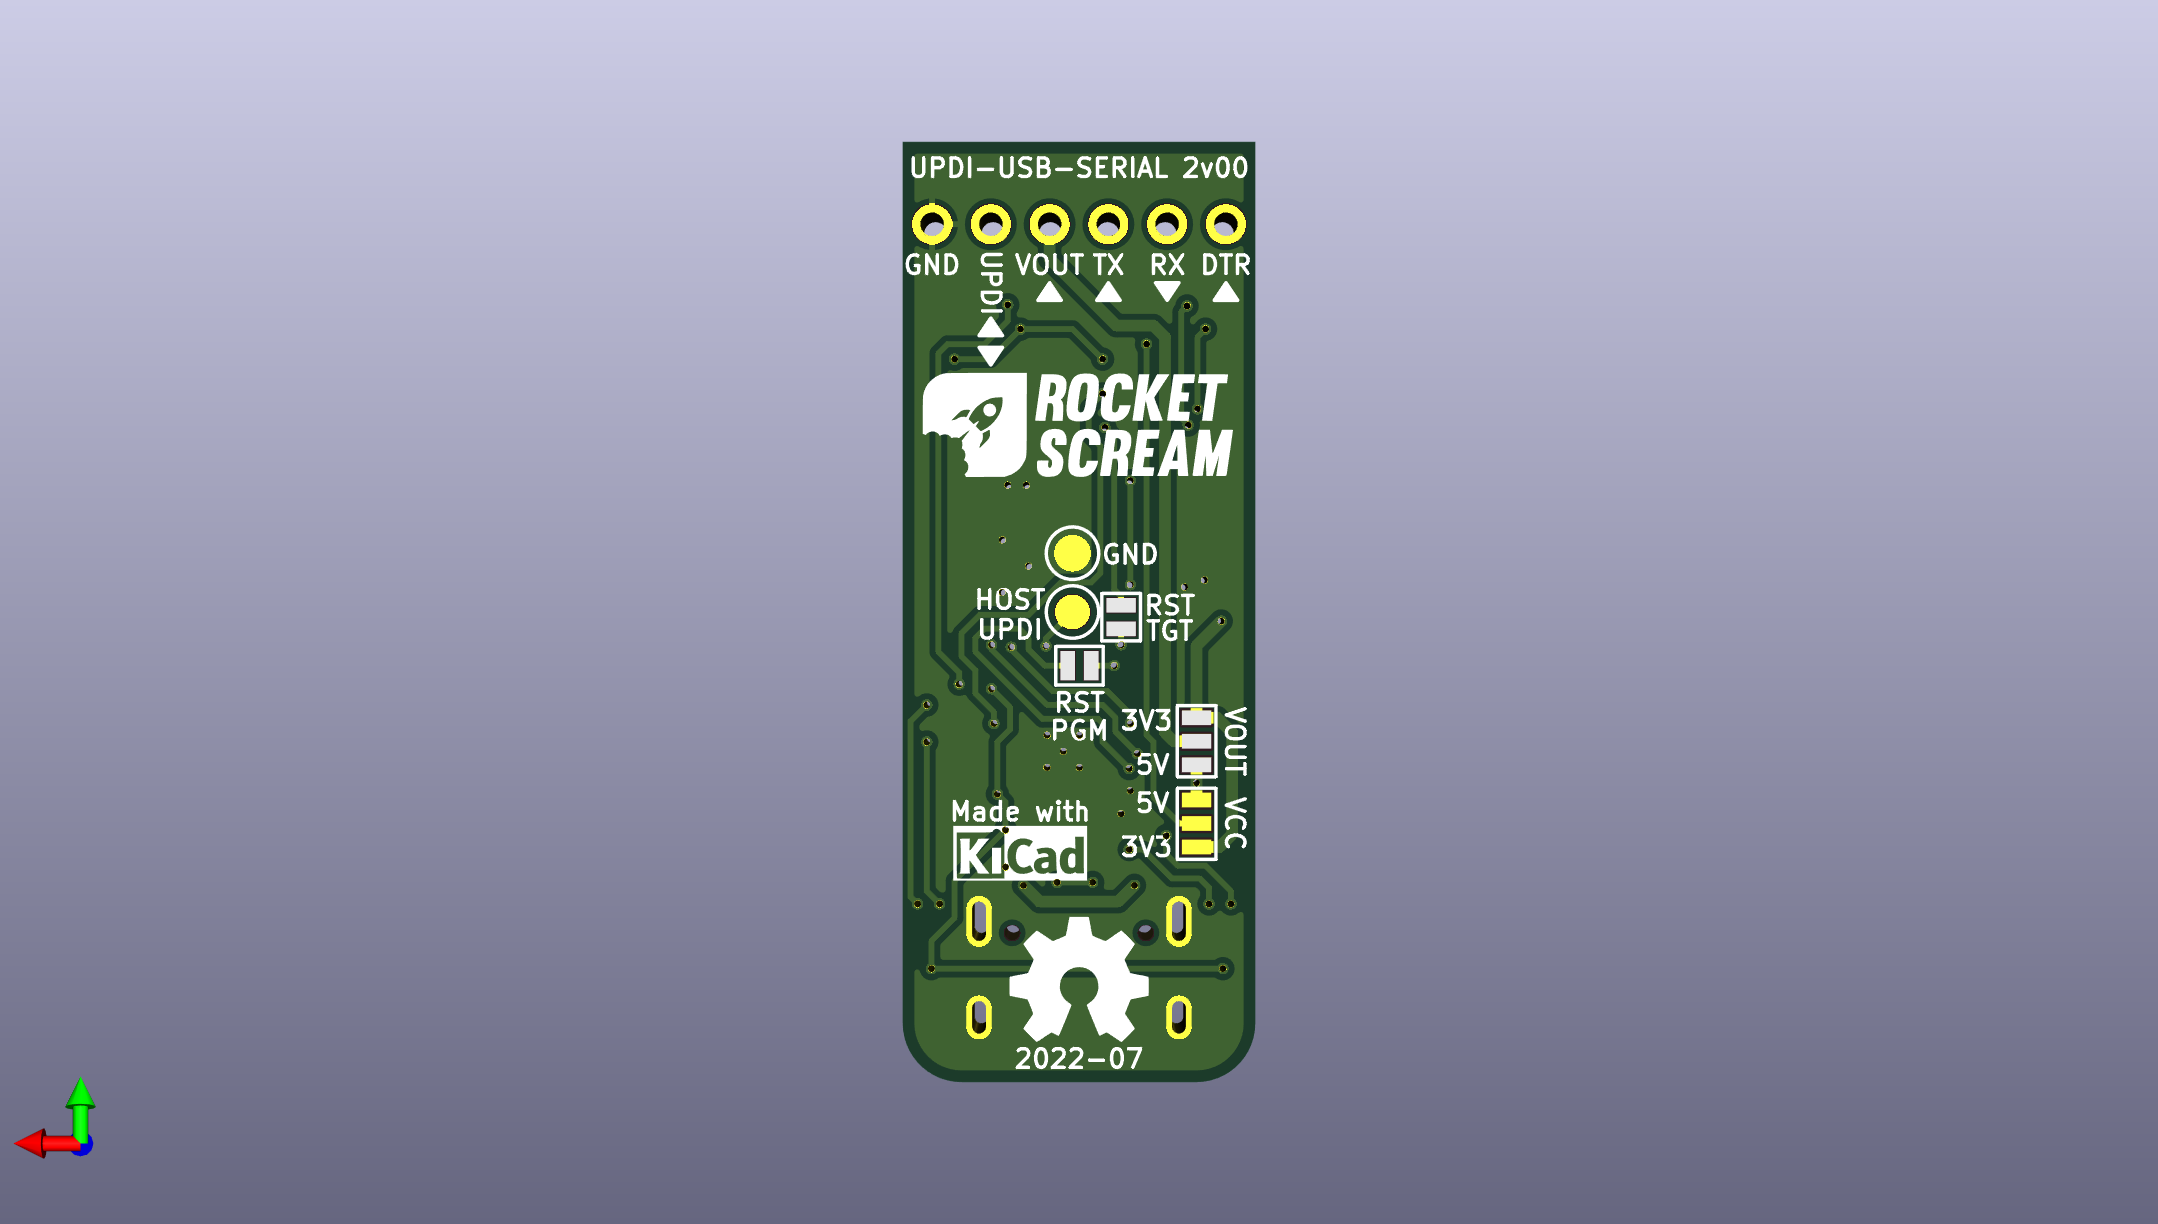 UPDI-USB-SERIAL 2v00
GND UPDI VOUT TX RX DTR
ROCKET
SCREAM
GND
HOST
UPDI
RST
TGT
RST
PGM
3V3
5V
VOUT
5V
3V3
VCC
Made with
KiCad
2022-07